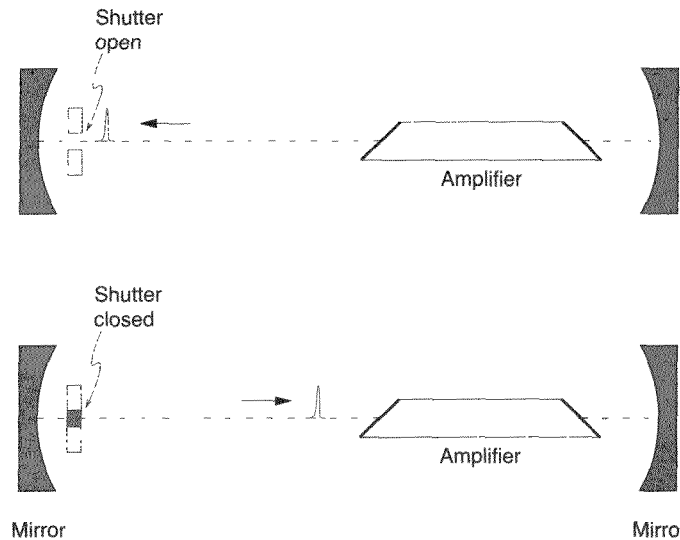 Shutter
open
Amplifier
Shutter
closed
Amplifier
Mirror
Mirro